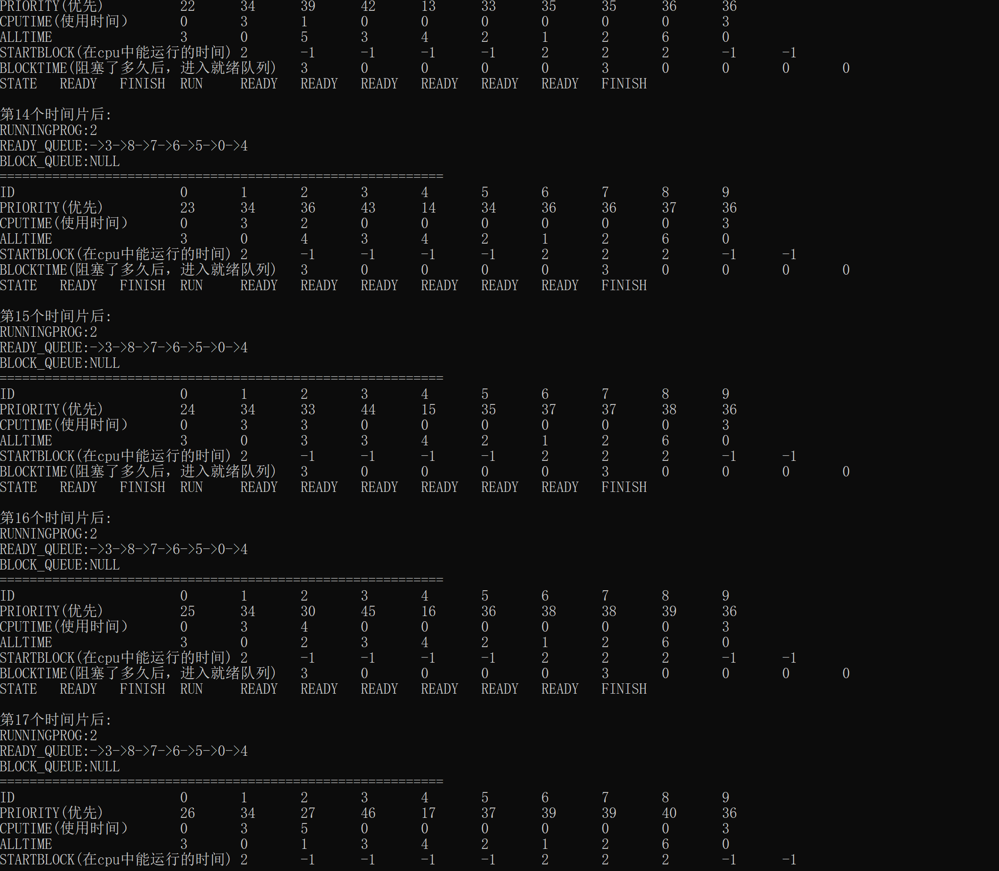 PRIORITY(优先)          22      34      39      42      13      33      35      35      36      36
CPUTIME(使用时间）      0       3       1       0       0       0       0       0       0       3
ALLTIME                 3       0       5       3       4       2       1       2       6       0
STARTBLOCK(在cpu中能运行的时间) 2       -1      -1      -1      -1      2       2       2       -1      -1
BLOCKTIME(阻塞了多久后，进入就绪队列)   3       0       0       0       0       3       0       0       0       0
STATE   READY   FINISH  RUN     READY   READY   READY   READY   READY   READY   FINISH
第14个时间片后:
RUNNINGPROG:2
READY_QUEUE:->3->8->7->6->5->0->4
BLOCK_QUEUE:NULL
===========================================================
ID                      0       1       2       3       4       5       6       7       8       9
PRIORITY(优先)          23      34      36      43      14      34      36      36      37      36
CPUTIME(使用时间）      0       3       2       0       0       0       0       0       0       3
ALLTIME                 3       0       4       3       4       2       1       2       6       0
STARTBLOCK(在cpu中能运行的时间) 2       -1      -1      -1      -1      2       2       2       -1      -1
BLOCKTIME(阻塞了多久后，进入就绪队列)   3       0       0       0       0       3       0       0       0       0
STATE   READY   FINISH  RUN     READY   READY   READY   READY   READY   READY   FINISH
第15个时间片后:
RUNNINGPROG:2
READY_QUEUE:->3->8->7->6->5->0->4
BLOCK_QUEUE:NULL
===========================================================
ID                      0       1       2       3       4       5       6       7       8       9
PRIORITY(优先)          24      34      33      44      15      35      37      37      38      36
CPUTIME(使用时间）      0       3       3       0       0       0       0       0       0       3
ALLTIME                 3       0       3       3       4       2       1       2       6       0
STARTBLOCK(在cpu中能运行的时间) 2       -1      -1      -1      -1      2       2       2       -1      -1
BLOCKTIME(阻塞了多久后，进入就绪队列)   3       0       0       0       0       3       0       0       0       0
STATE   READY   FINISH  RUN     READY   READY   READY   READY   READY   READY   FINISH
第16个时间片后:
RUNNINGPROG:2
READY_QUEUE:->3->8->7->6->5->0->4
BLOCK_QUEUE:NULL
===========================================================
ID                      0       1       2       3       4       5       6       7       8       9
PRIORITY(优先)          25      34      30      45      16      36      38      38      39      36
CPUTIME(使用时间）      0       3       4       0       0       0       0       0       0       3
ALLTIME                 3       0       2       3       4       2       1       2       6       0
STARTBLOCK(在cpu中能运行的时间) 2       -1      -1      -1      -1      2       2       2       -1      -1
BLOCKTIME(阻塞了多久后，进入就绪队列)   3       0       0       0       0       3       0       0       0       0
STATE   READY   FINISH  RUN     READY   READY   READY   READY   READY   READY   FINISH
第17个时间片后:
RUNNINGPROG:2
READY_QUEUE:->3->8->7->6->5->0->4
BLOCK_QUEUE:NULL
===========================================================
ID                      0       1       2       3       4       5       6       7       8       9
PRIORITY(优先)          26      34      27      46      17      37      39      39      40      36
CPUTIME(使用时间）      0       3       5       0       0       0       0       0       0       3
ALLTIME                 3       0       1       3       4       2       1       2       6       0
STARTBLOCK(在cpu中能运行的时间) 2       -1      -1      -1      -1      2       2       2       -1      -1